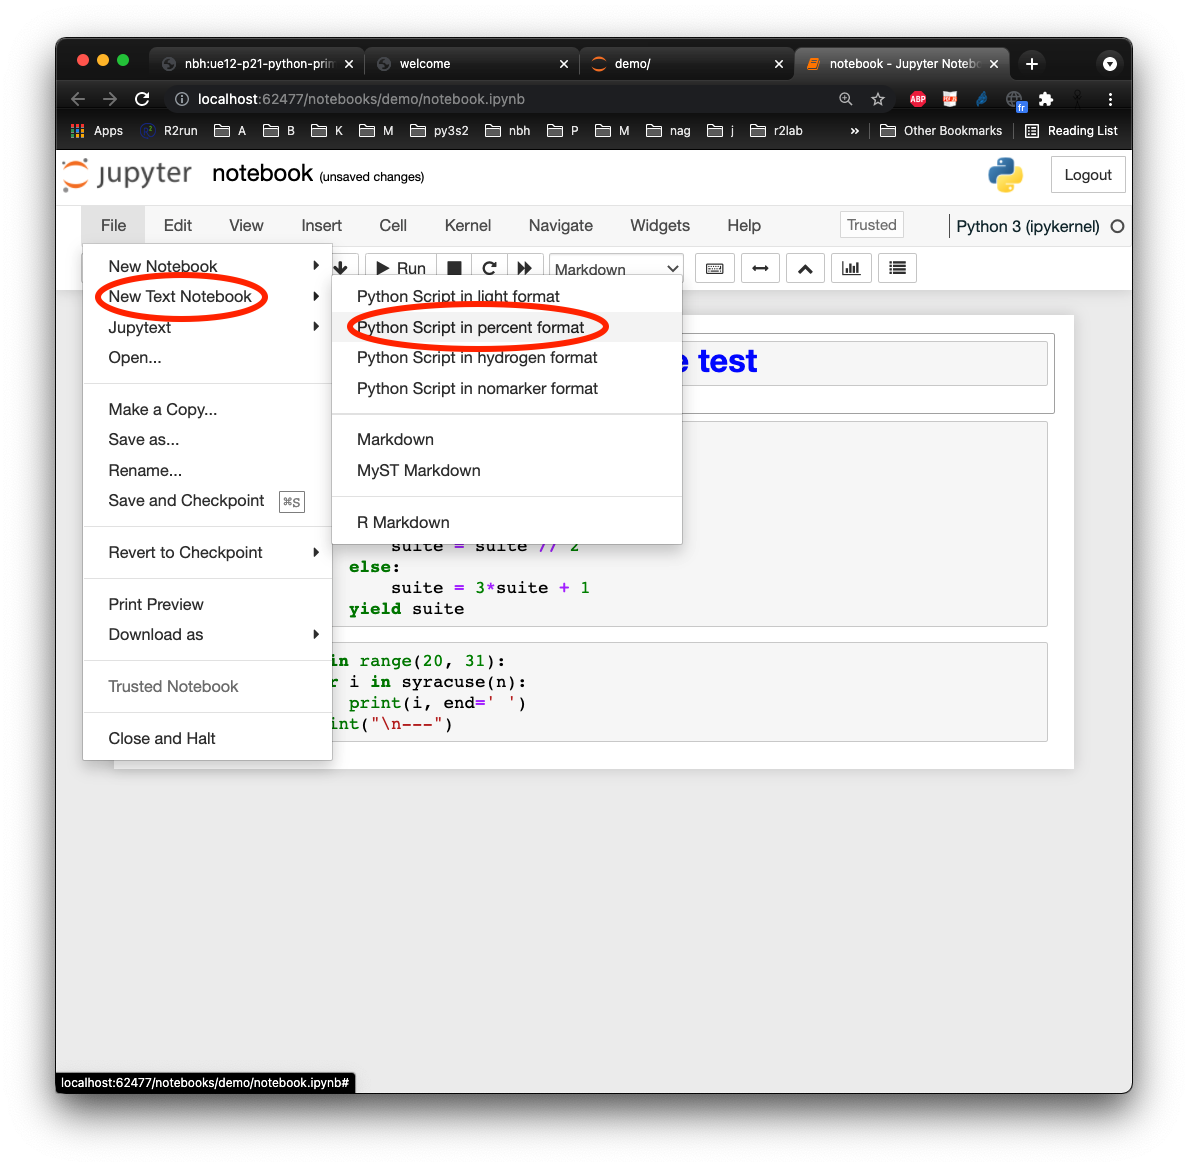 nbh:ue12-p21-python-prim
welcome
demo/
notebook - Jupyter Noteb
localhost:62477/notebooks/demo/notebook.ipynb
ABP
fr
Apps
R2run
A
B
K
M
py3s2
nbh
P
M
nag
j
r2lab
»
Other Bookmarks
Reading List
jupyter
notebook (unsaved changes)
Logout
File
Edit
View
Insert
Cell
Kernel
Navigate
Widgets
Help
Trusted
Python 3 (ipykernel)
Run
Markdown
New Notebook
New Text Notebook
Jupytext
Open...
Make a Copy...
Save as...
Rename...
Save and Checkpoint ⌘S
Revert to Checkpoint
Print Preview
Download as
Trusted Notebook
Close and Halt
Python Script in light format
Python Script in percent format
Python Script in hydrogen format
Python Script in nomarker format
Markdown
MyST Markdown
R Markdown
e test
suite = suite // 2
else:
suite = 3*suite + 1
yield suite
in range(20, 31):
r i in syracuse(n):
print(i, end=' ')
int("\n---")
localhost:62477/notebooks/demo/notebook.ipynb#